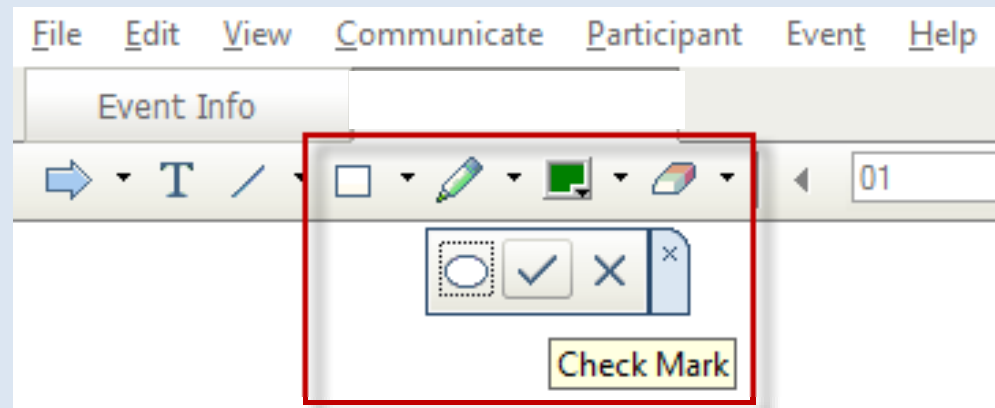 File Edit View Communicate Participant Event Help
Event Info
T 01
Check Mark